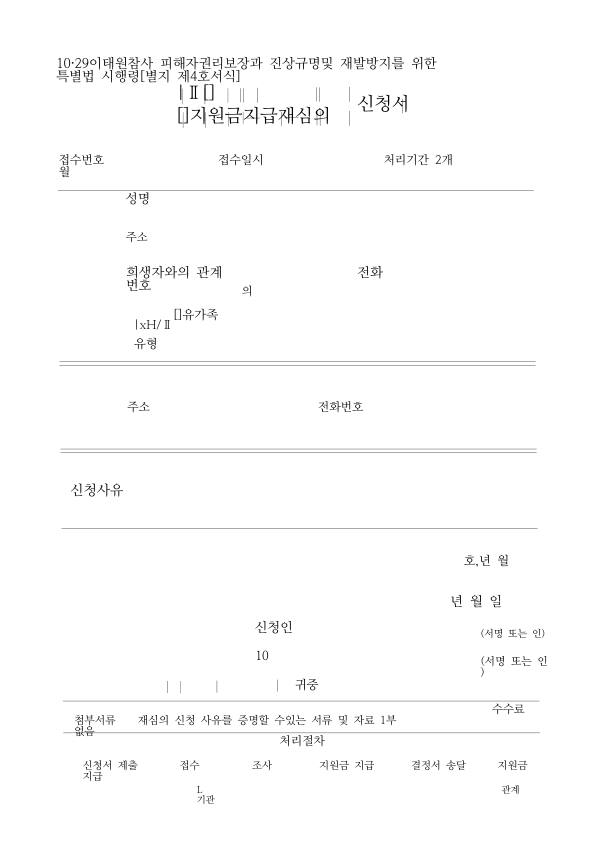 10·29이태원참사 피해자권리보장과 진상규명및 재발방지를 위한
특별법 시행령[별지 제4호서식]
|Ⅱ[]
[]지원금지급재심의 신청서
접수번호 접수일시 처리기간 2개
월
성명
주소
희생자와의 관계 전화
번호 의
[]유가족
|xH/Ⅱ
유형
주소 전화번호
신청사유
호,년 월
년 월 일
신청인 (서명 또는 인)
10 (서명 또는 인
)
귀중
수수료
첨부서류 재심의 신청 사유를 증명할 수있는 서류 및 자료 1부
없음
처리절차
신청서 제출 접수 조사 지원금 지급 결정서 송달 지원금
지급
L 관계
기관